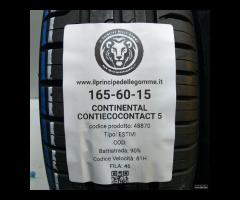 www.ilprincipedellegomme.it
165-60-15
CONTINENTAL
CONTIECOCONTACT 5
codice prodotto: 48870
Tipo: ESTIVI
COD:
Battistrada: 90%
Codice Velocità: 81H
FILA: 46